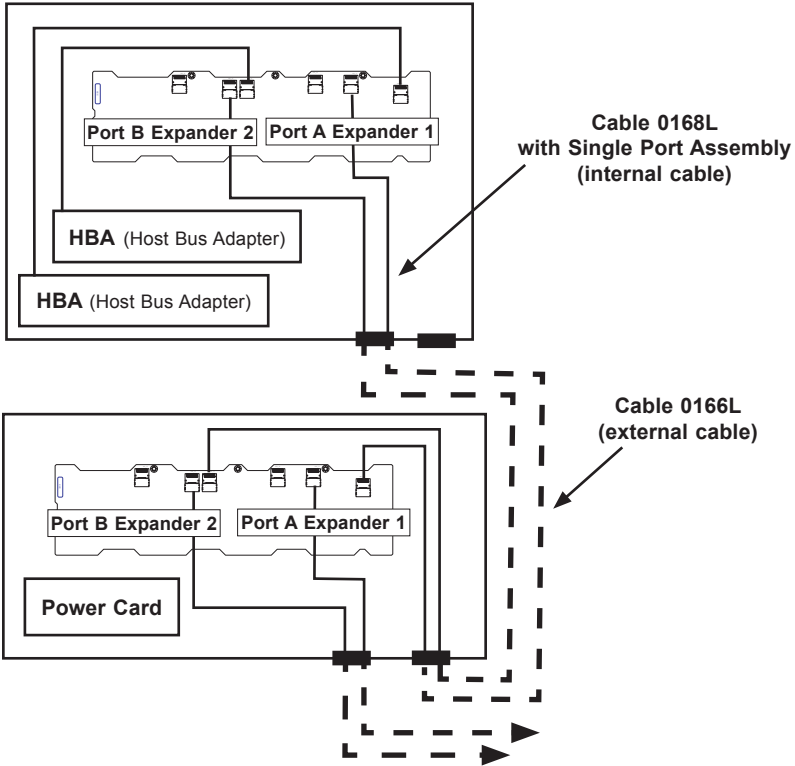 Port B Expander 2
Port A Expander 1
HBA (Host Bus Adapter)
HBA (Host Bus Adapter)
Cable 0168L
with Single Port Assembly
(internal cable)
Cable 0166L
(external cable)
Port B Expander 2
Port A Expander 1
Power Card